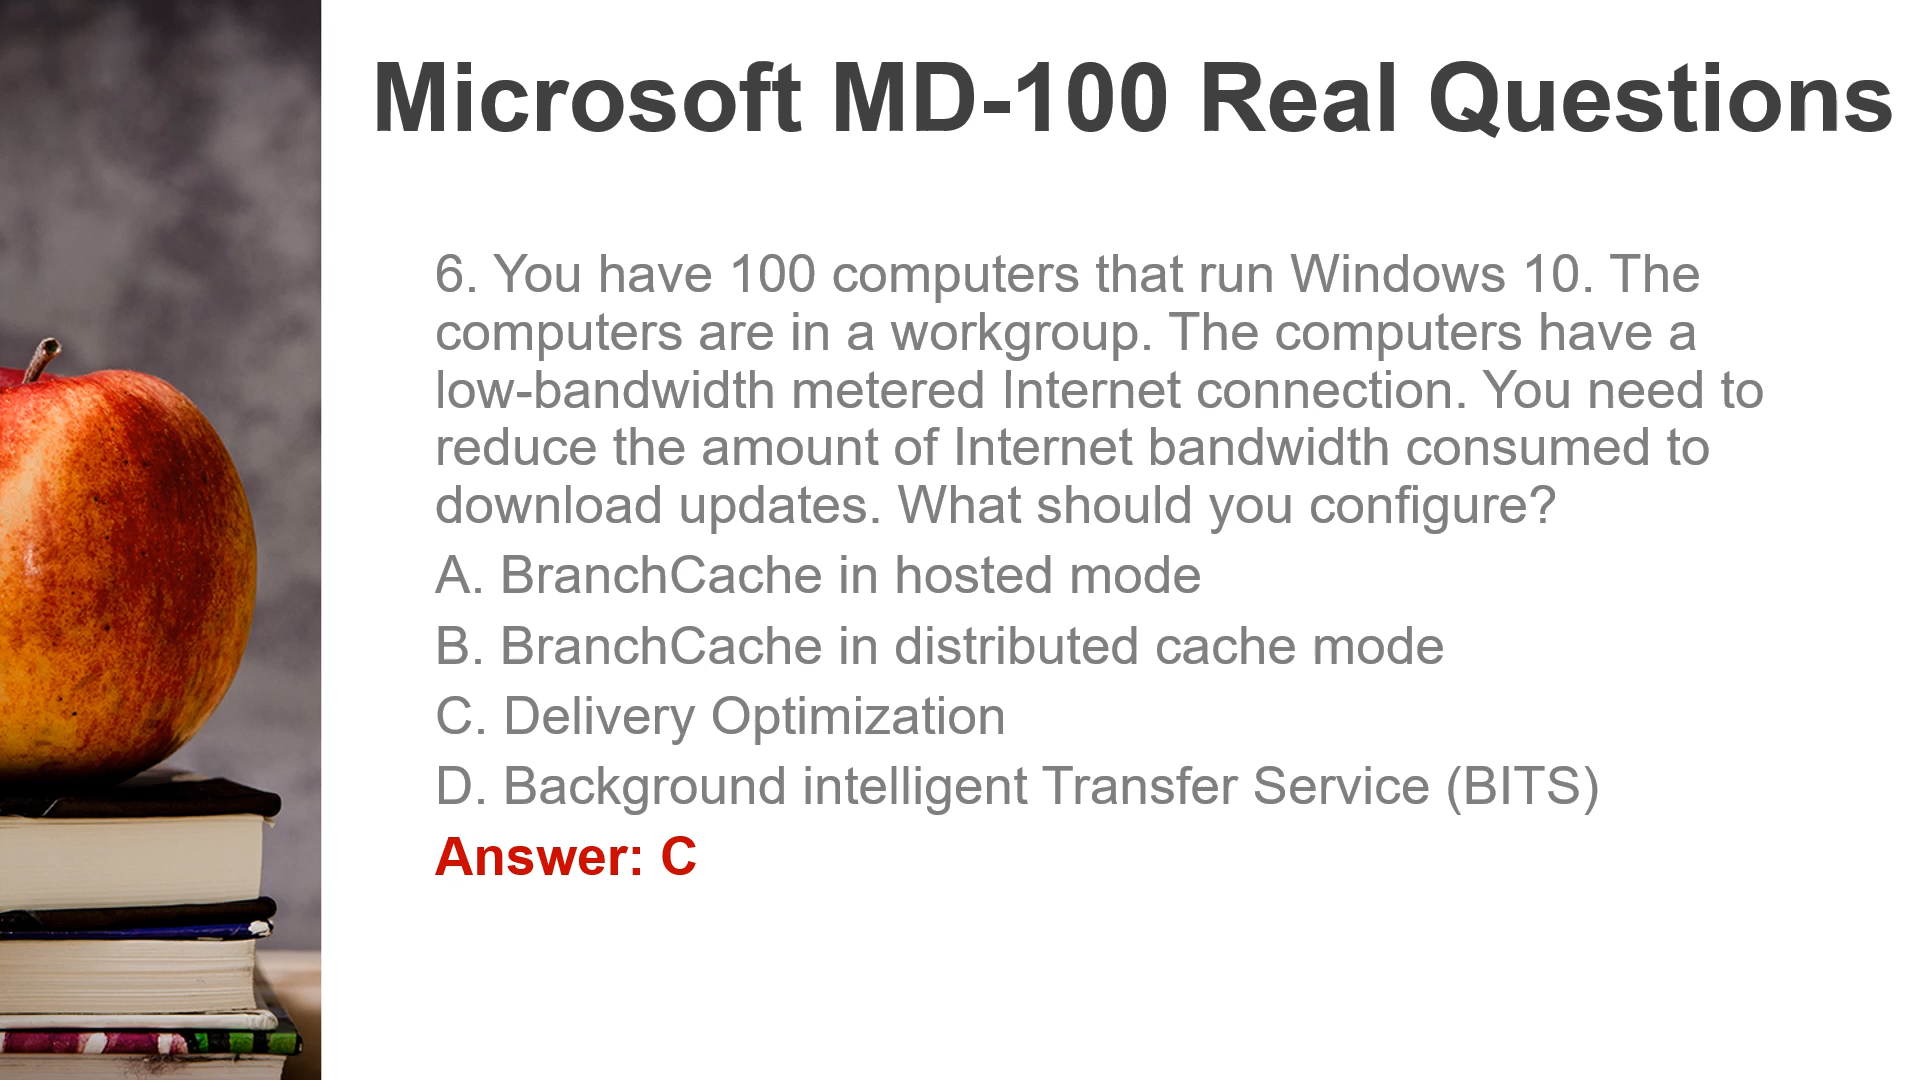 Microsoft MD-100 Real Questions
6. You have 100 computers that run Windows 10. The
computers are in a workgroup. The computers have a
low-bandwidth metered Internet connection. You need to
reduce the amount of Internet bandwidth consumed to
download updates. What should you configure?
A. BranchCache in hosted mode
B. BranchCache in distributed cache mode
C. Delivery Optimization
D. Background intelligent Transfer Service (BITS)
Answer: C